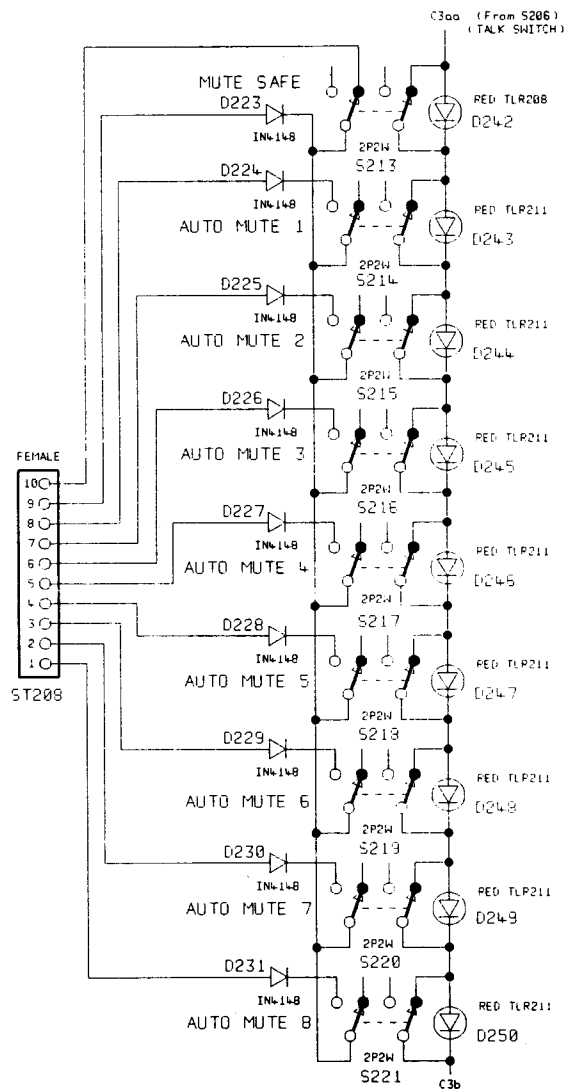 C3aa (From S206)
(TALK SWITCH)
MUTE SAFE
D223
IN4148
RED TLR208
D242
2P2W
S213
D224
IN4148
AUTO MUTE 1
RED TLR211
D243
2P2W
S214
D225
IN4148
AUTO MUTE 2
RED TLR211
D244
2P2W
S215
D226
IN4148
AUTO MUTE 3
RED TLR211
D245
2P2W
S216
FEMALE
10
9
8
7
6
5
4
3
2
1
ST208
D227
IN4148
AUTO MUTE 4
RED TLR211
D246
2P2W
S217
D228
IN4148
AUTO MUTE 5
RED TLR211
D247
2P2W
S218
D229
IN4148
AUTO MUTE 6
RED TLR211
D248
2P2W
S219
D230
IN4148
AUTO MUTE 7
RED TLR211
D249
2P2W
S220
D231
IN4148
AUTO MUTE 8
RED TLR211
D250
2P2W
S221
C3b